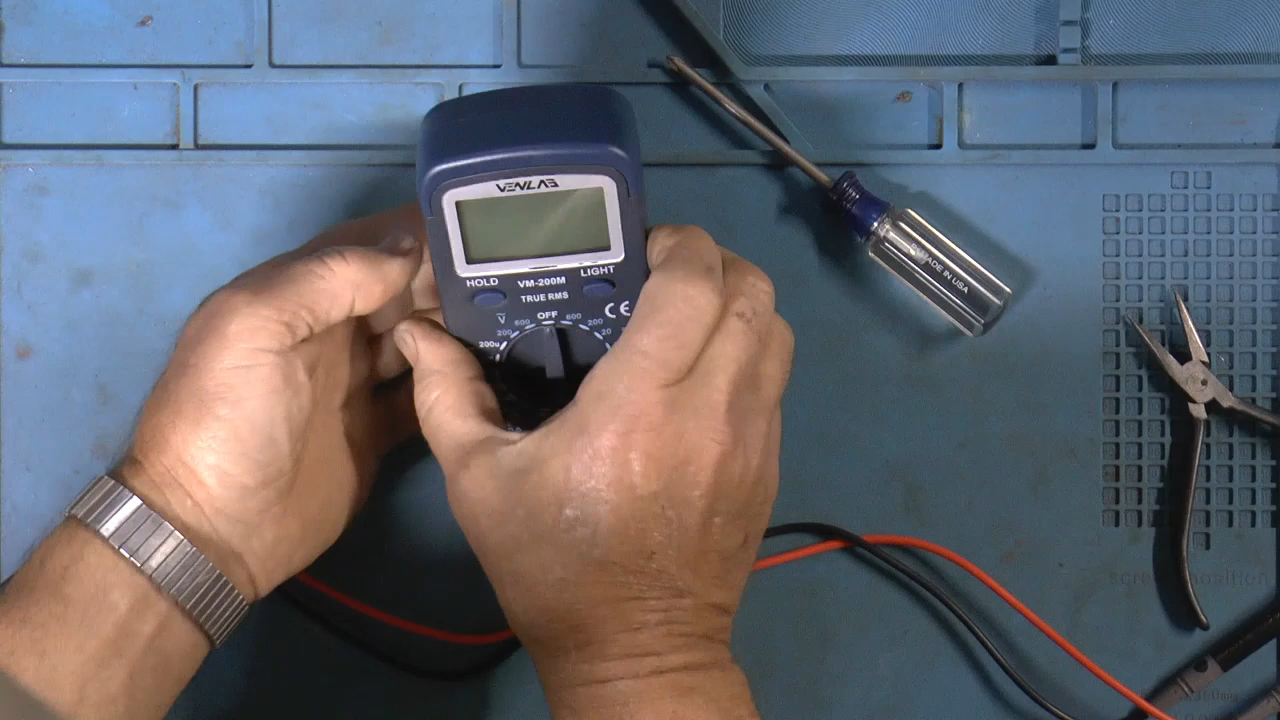 VENLAB
HOLD
VM-200M
LIGHT
TRUE RMS
CE
V
OFF
600
600
200
200
20
200u
MADE IN USA